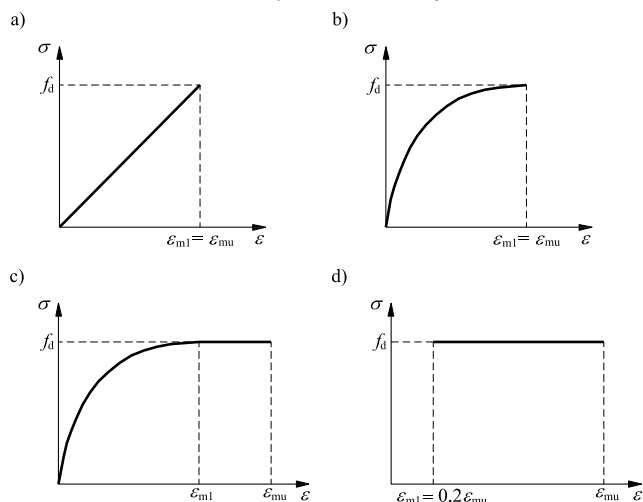 a)
σ
f_d
ε_m1 = ε_mu ε
b)
σ
f_d
ε_m1 = ε_mu ε
c)
σ
f_d
ε_m1 ε_mu ε
d)
σ
f_d
ε_m1 = 0,2ε_mu ε_mu ε